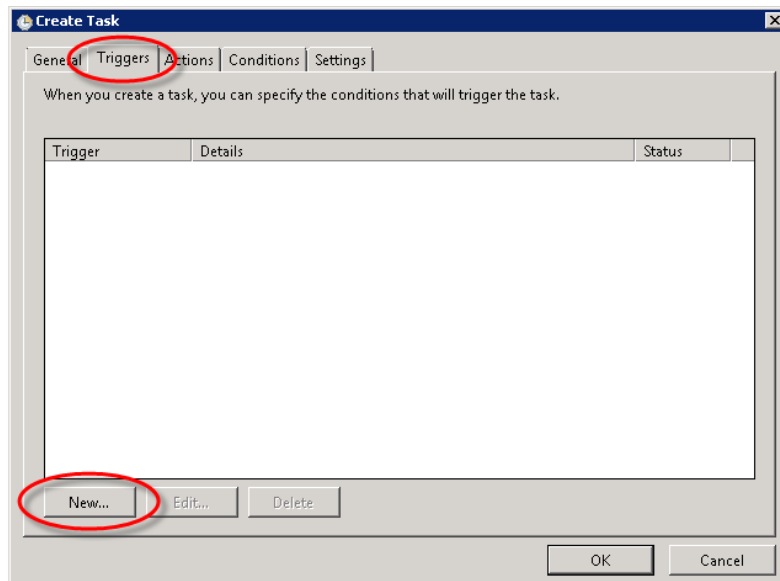 Create Task
General Triggers Actions Conditions Settings
When you create a task, you can specify the conditions that will trigger the task.
Trigger Details Status
New... Edit... Delete
OK Cancel